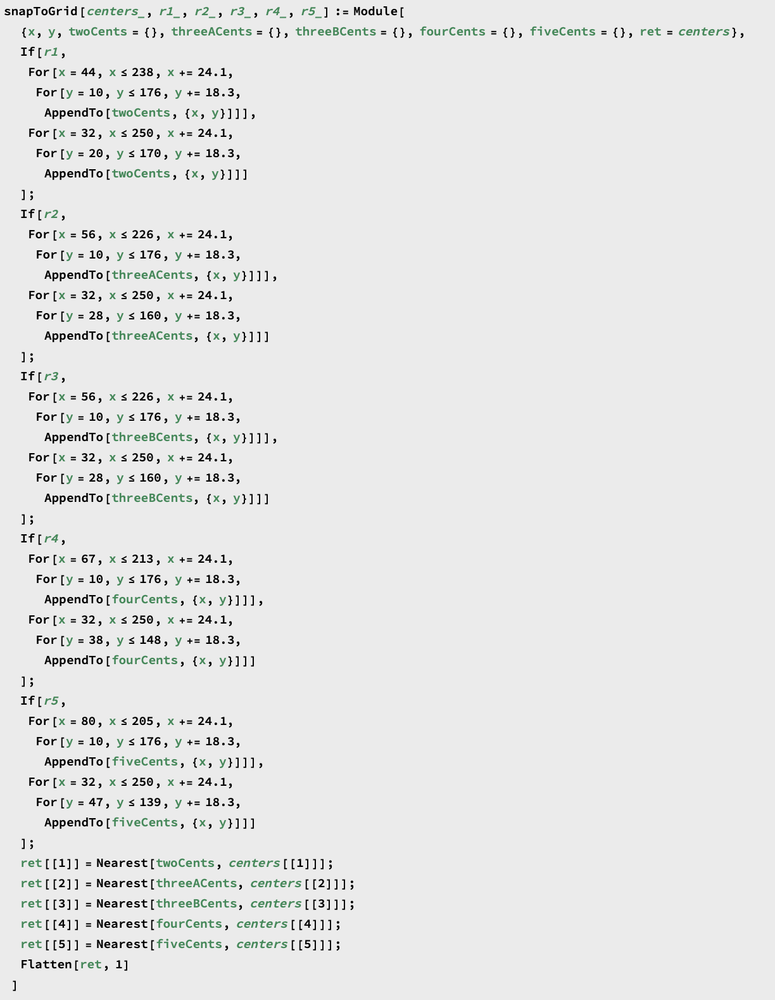 snapToGrid[centers_, r1_, r2_, r3_, r4_, r5_] := Module[
{x, y, twoCents = {}, threeACents = {}, threeBCents = {}, fourCents = {}, fiveCents = {}, ret = centers},
If[r1,
For[x = 44, x ≤ 238, x += 24.1,
For[y = 10, y ≤ 176, y += 18.3,
AppendTo[twoCents, {x, y}]]],
For[x = 32, x ≤ 250, x += 24.1,
For[y = 20, y ≤ 170, y += 18.3,
AppendTo[twoCents, {x, y}]]]
];
If[r2,
For[x = 56, x ≤ 226, x += 24.1,
For[y = 10, y ≤ 176, y += 18.3,
AppendTo[threeACents, {x, y}]]],
For[x = 32, x ≤ 250, x += 24.1,
For[y = 28, y ≤ 160, y += 18.3,
AppendTo[threeACents, {x, y}]]]
];
If[r3,
For[x = 56, x ≤ 226, x += 24.1,
For[y = 10, y ≤ 176, y += 18.3,
AppendTo[threeBCents, {x, y}]]],
For[x = 32, x ≤ 250, x += 24.1,
For[y = 28, y ≤ 160, y += 18.3,
AppendTo[threeBCents, {x, y}]]]
];
If[r4,
For[x = 67, x ≤ 213, x += 24.1,
For[y = 10, y ≤ 176, y += 18.3,
AppendTo[fourCents, {x, y}]]],
For[x = 32, x ≤ 250, x += 24.1,
For[y = 38, y ≤ 148, y += 18.3,
AppendTo[fourCents, {x, y}]]]
];
If[r5,
For[x = 80, x ≤ 205, x += 24.1,
For[y = 10, y ≤ 176, y += 18.3,
AppendTo[fiveCents, {x, y}]]],
For[x = 32, x ≤ 250, x += 24.1,
For[y = 47, y ≤ 139, y += 18.3,
AppendTo[fiveCents, {x, y}]]]
];
ret[[1]] = Nearest[twoCents, centers[[1]]];
ret[[2]] = Nearest[threeACents, centers[[2]]];
ret[[3]] = Nearest[threeBCents, centers[[3]]];
ret[[4]] = Nearest[fourCents, centers[[4]]];
ret[[5]] = Nearest[fiveCents, centers[[5]]];
Flatten[ret, 1]
]